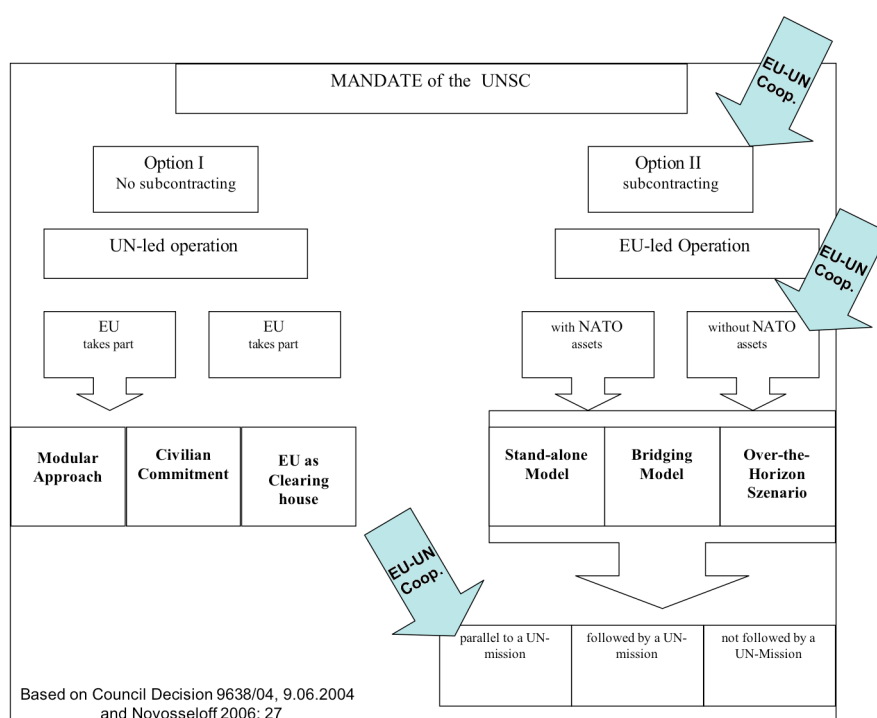 MANDATE of the UNSC
EU-UN
Coop.
Option I
No subcontracting
Option II
subcontracting
UN-led operation
EU-led Operation
EU-UN
Coop.
EU
takes part
EU
takes part
with NATO
assets
without NATO
assets
Modular
Approach
Civilian
Commitment
EU as
Clearing
house
Stand-alone
Model
Bridging
Model
Over-the-
Horizon
Szenario
EU-UN
Coop.
parallel to a UN-
mission
followed by a UN-
mission
not followed by a
UN-Mission
Based on Council Decision 9638/04, 9.06.2004
and Novosseloff 2006: 27